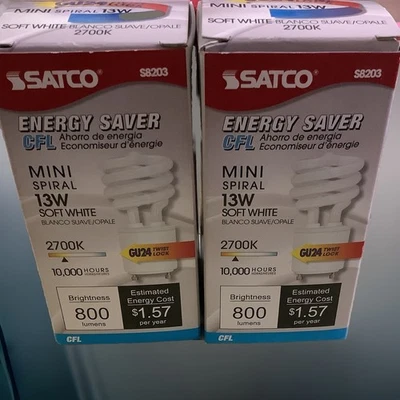 MINI SPIRAL 13W
SOFT WHITE BLANCO SUAVE/OPALE
2700K
SATCO® S8203
ENERGY SAVER
CFL Ahorro de energia
Economiseur d'énergie
MINI
SPIRAL
13W
SOFT WHITE
BLANCO SUAVE/OPALE
2700K
GU24 TWIST LOCK
10,000 HOURS
Brightness
800
lumens
Estimated
Energy Cost
$1.57
per year
CFL
MINI SPIRAL 13W
SOFT WHITE BLANCO SUAVE/OPALE
2700K
SATCO® S8203
ENERGY SAVER
CFL Ahorro de energia
Economiseur d'énergie
MINI
SPIRAL
13W
SOFT WHITE
BLANCO SUAVE/OPALE
2700K
GU24 TWIST LOCK
10,000 HOURS
Brightness
800
lumens
Estimated
Energy Cost
$1.57
per year
CFL